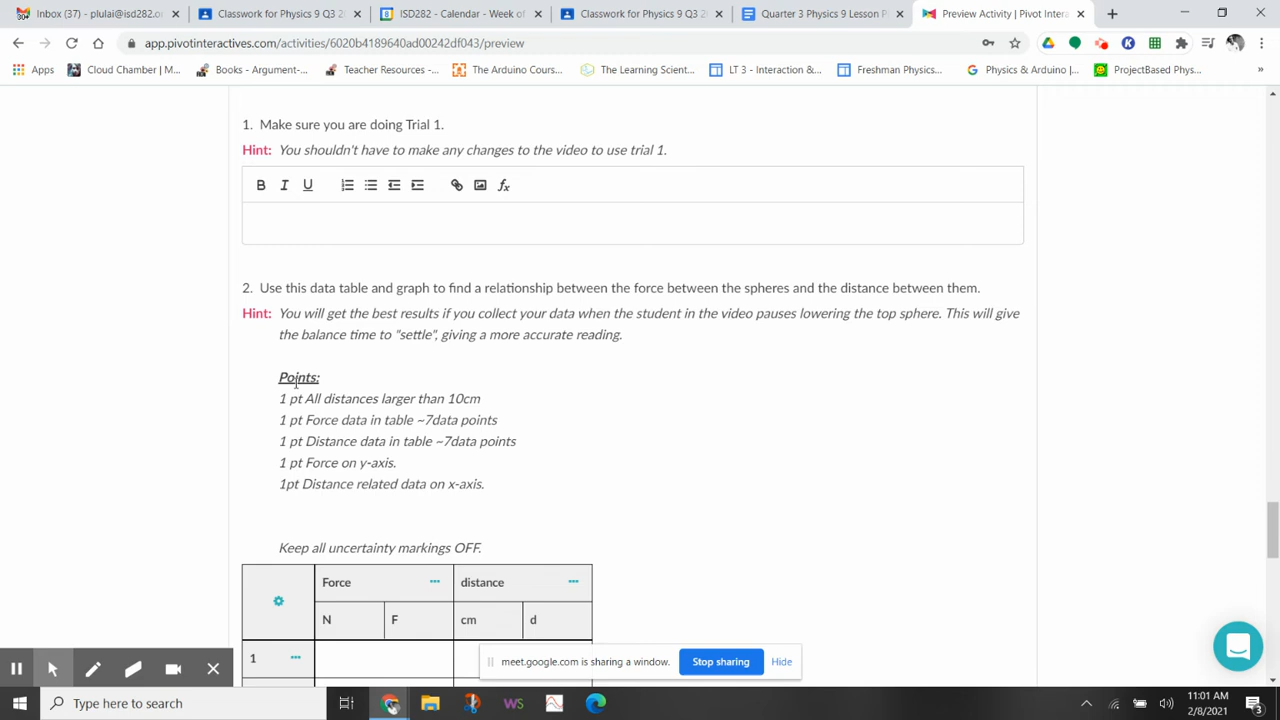 Inbox (37) - plulai@isd282.or
Classwork for Physics 9 Q3 2
ISD282 - Calendar - Week of
Classwork for Physics 9 Q3 2
Quarter 3 Physics 9 Lesson P
Preview Activity | Pivot Intera
app.pivotinteractives.com/activities/6020b4189640ad0242df043/preview
Apps
Cloud Chamber | M...
Books - Argument-...
Teacher Resources -...
The Arduino Cours...
The Learning Scient...
LT 3 - Interaction &...
Freshman Physics...
Physics & Arduino |...
ProjectBased Phys...
»
1. Make sure you are doing Trial 1.
Hint: You shouldn't have to make any changes to the video to use trial 1.
B I U fx
2. Use this data table and graph to find a relationship between the force between the spheres and the distance between them.
Hint: You will get the best results if you collect your data when the student in the video pauses lowering the top sphere. This will give
the balance time to "settle", giving a more accurate reading.
Points:
1 pt All distances larger than 10cm
1 pt Force data in table ~7data points
1 pt Distance data in table ~7data points
1 pt Force on y-axis.
1pt Distance related data on x-axis.
Keep all uncertainty markings OFF.
Force ... distance ...
N F cm d
1 ...
meet.google.com is sharing a window. Stop sharing Hide
Type here to search
WS
11:01 AM
2/8/2021
3